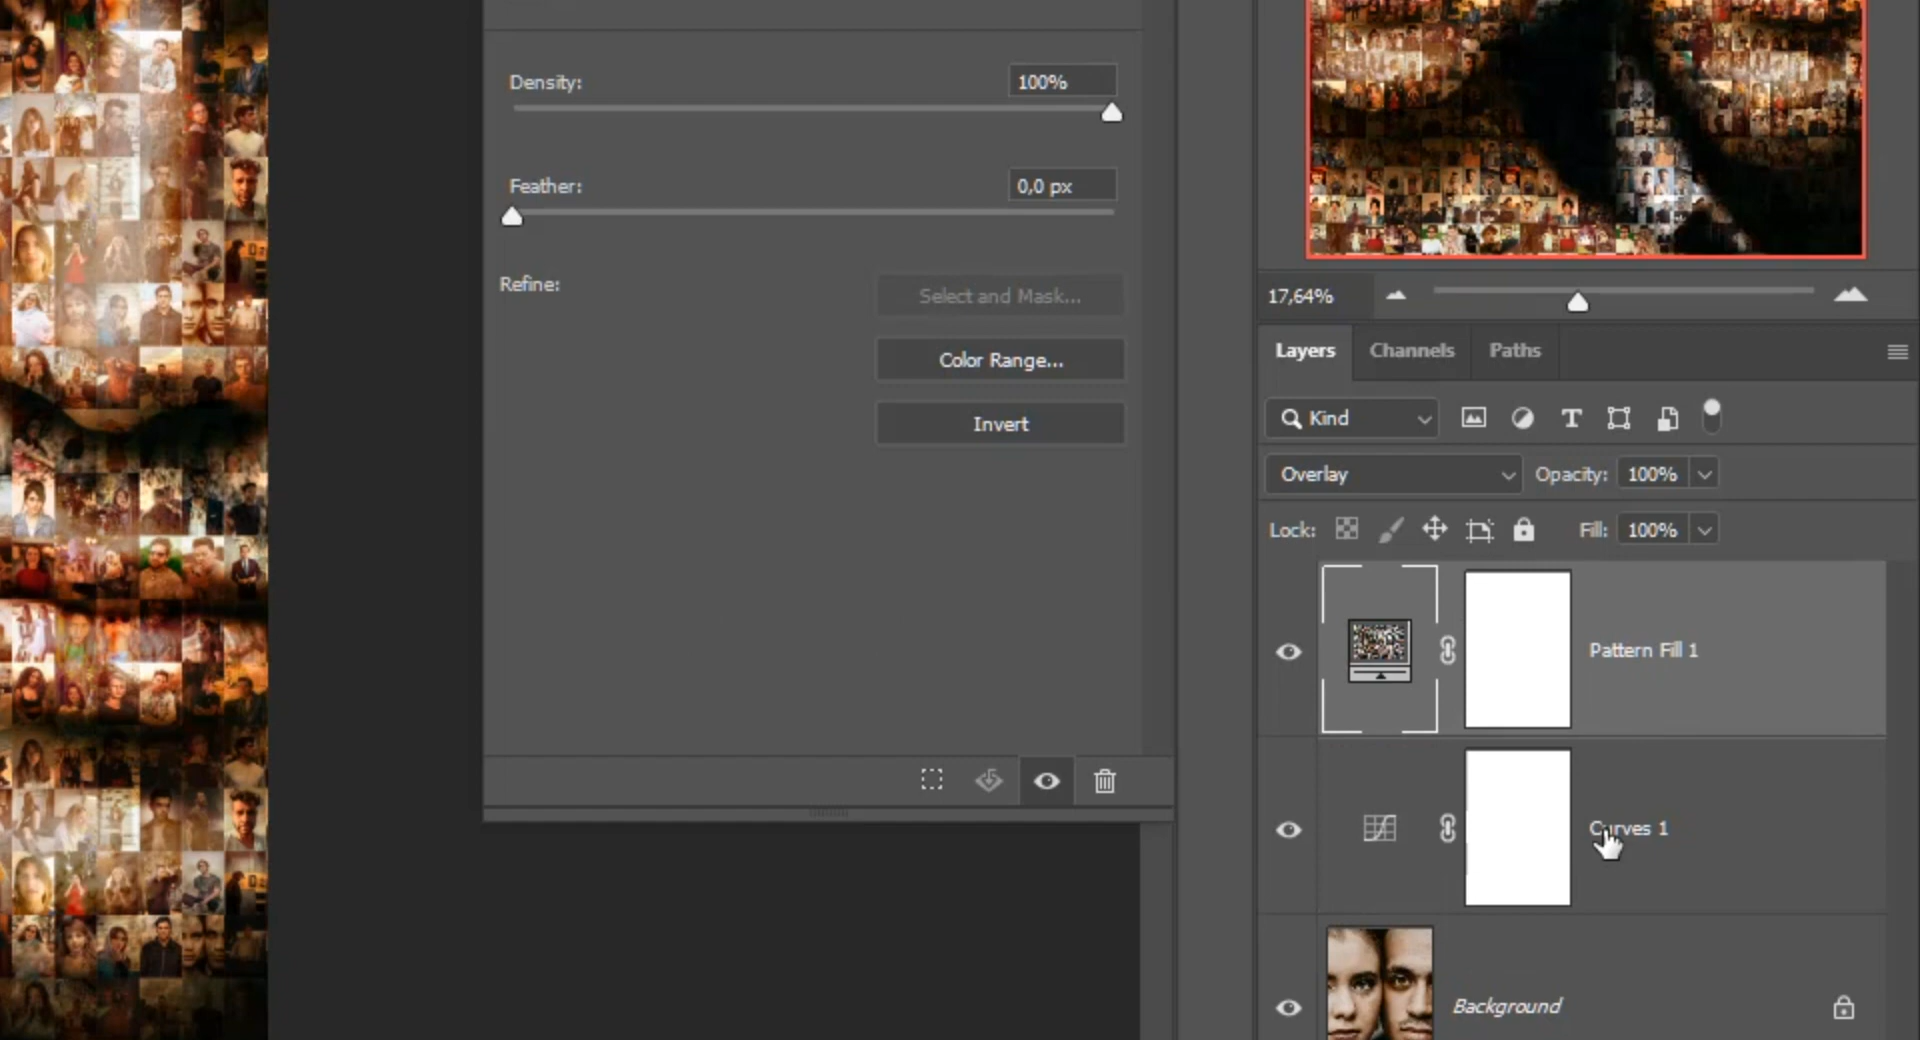 Density:
100%
Feather:
0,0 px
Refine:
Select and Mask...
Color Range...
Invert
17,64%
Layers
Channels
Paths
Kind
Overlay
Opacity:
100%
Lock:
Fill:
100%
Pattern Fill 1
Curves 1
Background